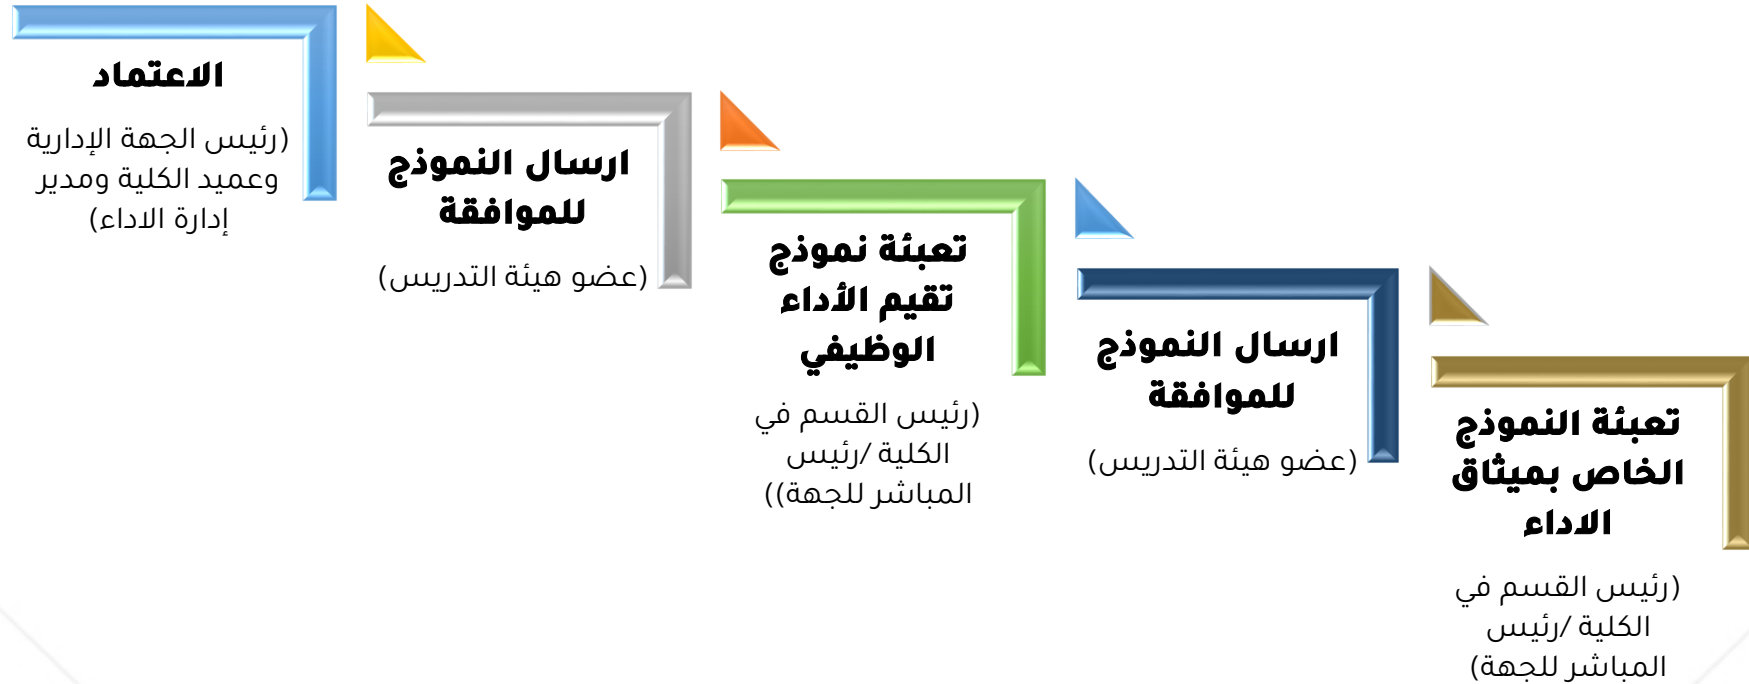 تعبئة النموذج
الخاص بميثاق
الاداء
(رئيس القسم في
الكلية /رئيس
المباشر للجهة)
ارسال النموذج
للموافقة
(عضو هيئة التدريس)
تعبئة نموذج
تقيم الأداء
الوظيفي
(رئيس القسم في
الكلية /رئيس
المباشر للجهة))
ارسال النموذج
للموافقة
(عضو هيئة التدريس)
الاعتماد
(رئيس الجهة الإدارية
وعميد الكلية ومدير
إدارة الاداء)